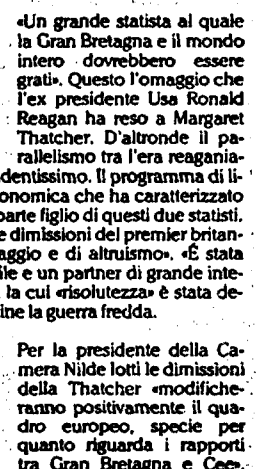 «Un grande statista al quale
la Gran Bretagna e il mondo
intero dovrebbero essere
grati». Questo l'omaggio che
l'ex presidente Usa Ronald
Reagan ha reso a Margaret
Thatcher. D'altronde il pa-
rallelismo tra l'era reagania-
dentissimo. Il programma di li-
onomica che ha caratterizzato
parte figlio di questi due statisti.
e dimissioni del premier britan-
aggio e di altruismo». «È stata
ile e un partner di grande inte-
la cui «risolutezza» è stata de-
ine la guerra fredda.
Per la presidente della Ca-
mera Nilde Iotti le dimissioni
della Thatcher «modifiche-
ranno positivamente il qua-
dro europeo, specie per
quanto riguarda i rapporti
tra Gran Bretagna e Cee».